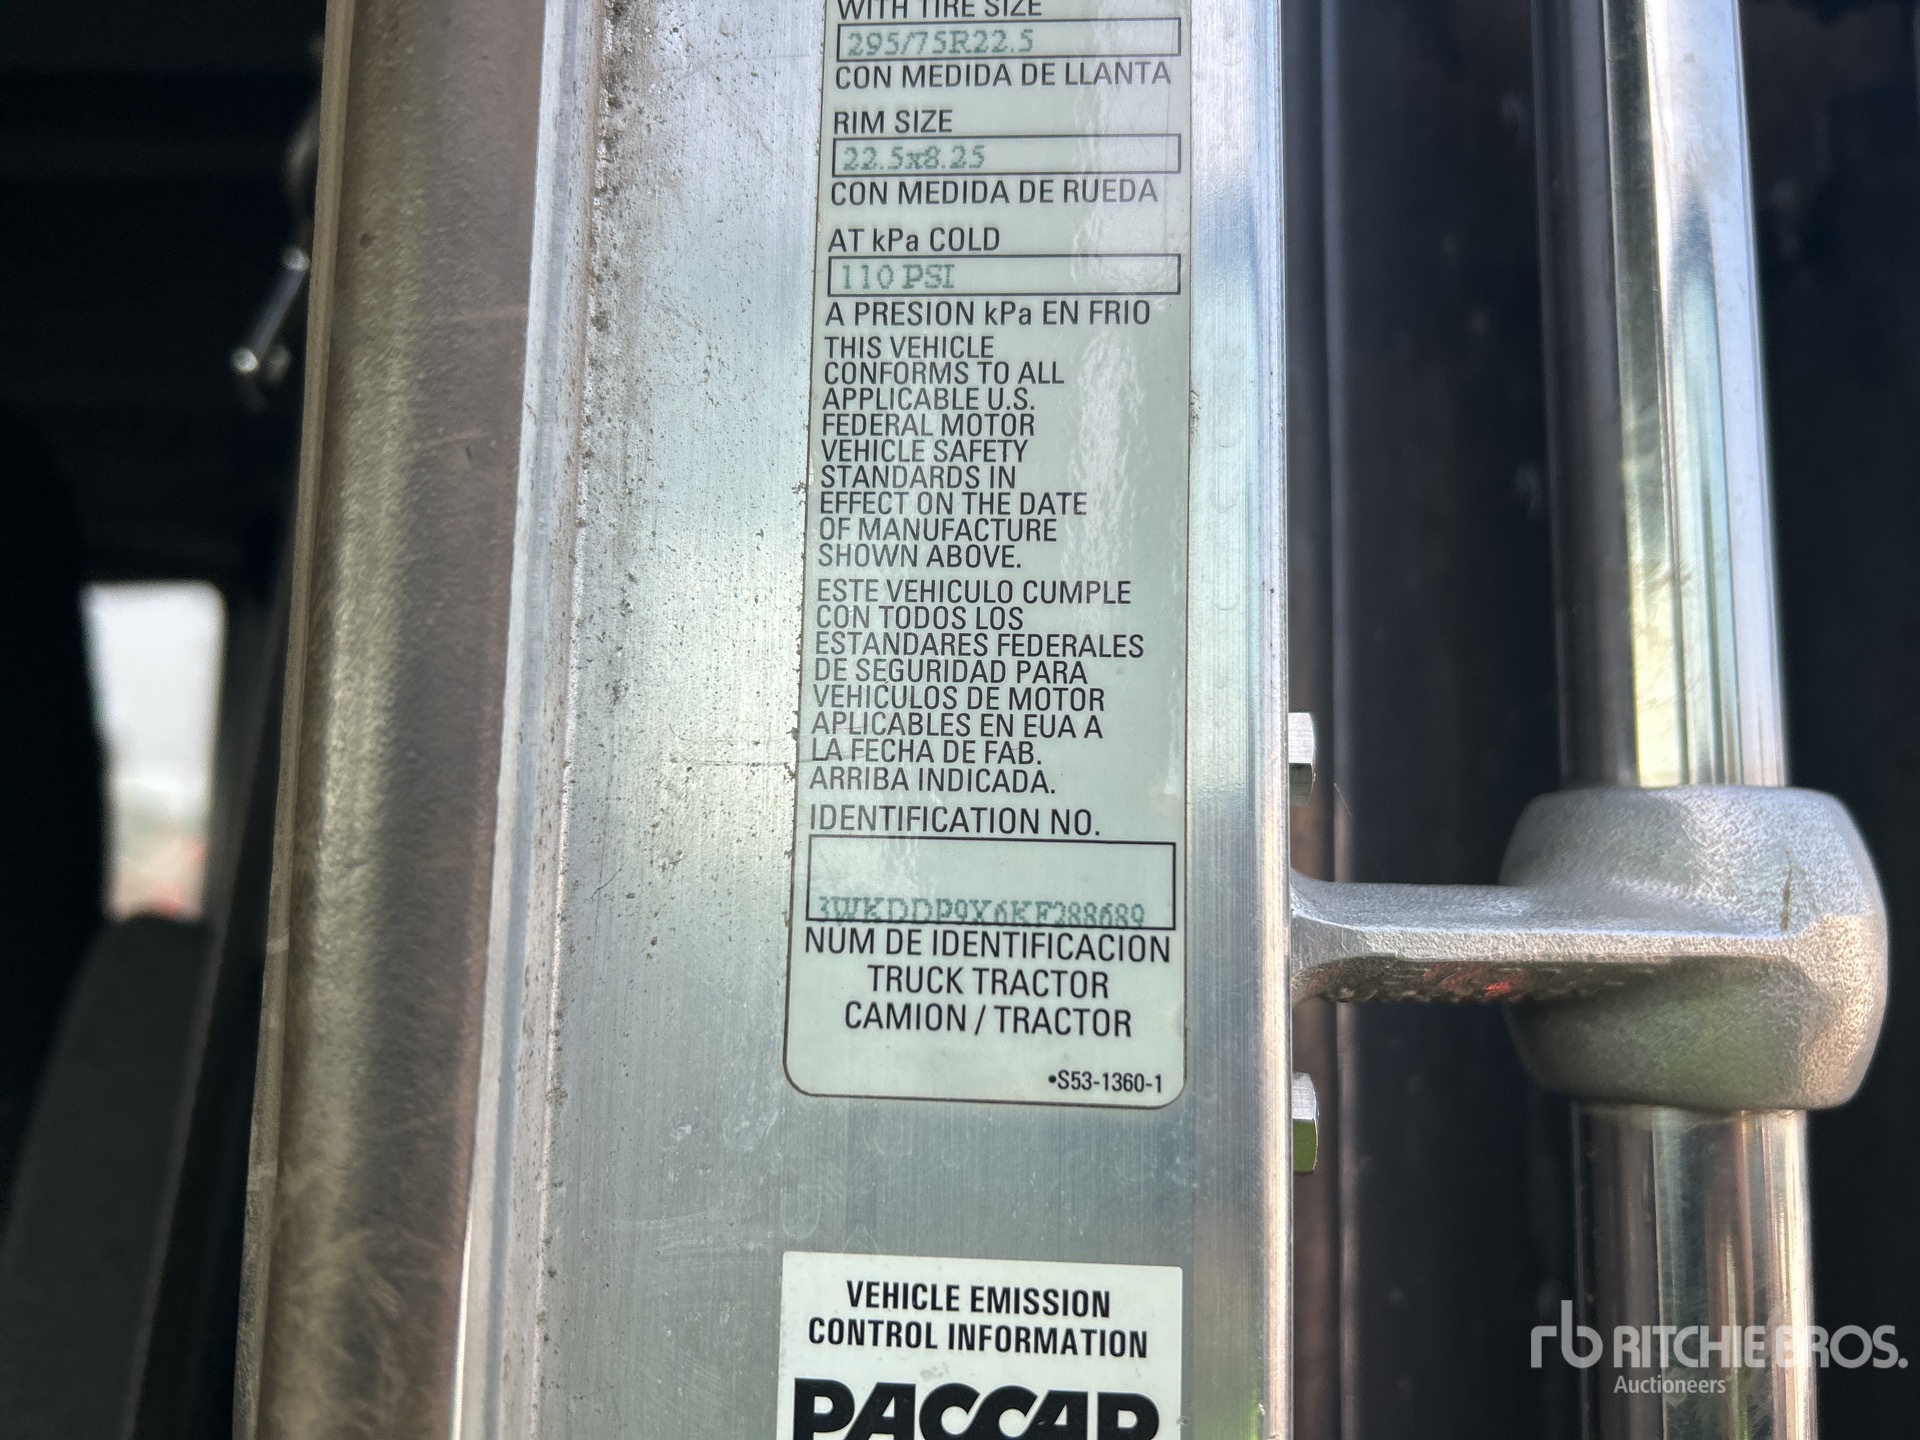 WITH TIRE SIZE
295/75R22.5
CON MEDIDA DE LLANTA
RIM SIZE
22.5x8.25
CON MEDIDA DE RUEDA
AT kPa COLD
110 PSI
A PRESION kPa EN FRIO
THIS VEHICLE
CONFORMS TO ALL
APPLICABLE U.S.
FEDERAL MOTOR
VEHICLE SAFETY
STANDARDS IN
EFFECT ON THE DATE
OF MANUFACTURE
SHOWN ABOVE.
ESTE VEHICULO CUMPLE
CON TODOS LOS
ESTANDARES FEDERALES
DE SEGURIDAD PARA
VEHICULOS DE MOTOR
APLICABLES EN EUA A
LA FECHA DE FAB.
ARRIBA INDICADA.
IDENTIFICATION NO.
3WKDDP9X6KF288689
NUM DE IDENTIFICACION
TRUCK TRACTOR
CAMION / TRACTOR
•S53-1360-1
VEHICLE EMISSION
CONTROL INFORMATION
PACCAR
rb RITCHIE BROS.
Auctioneers